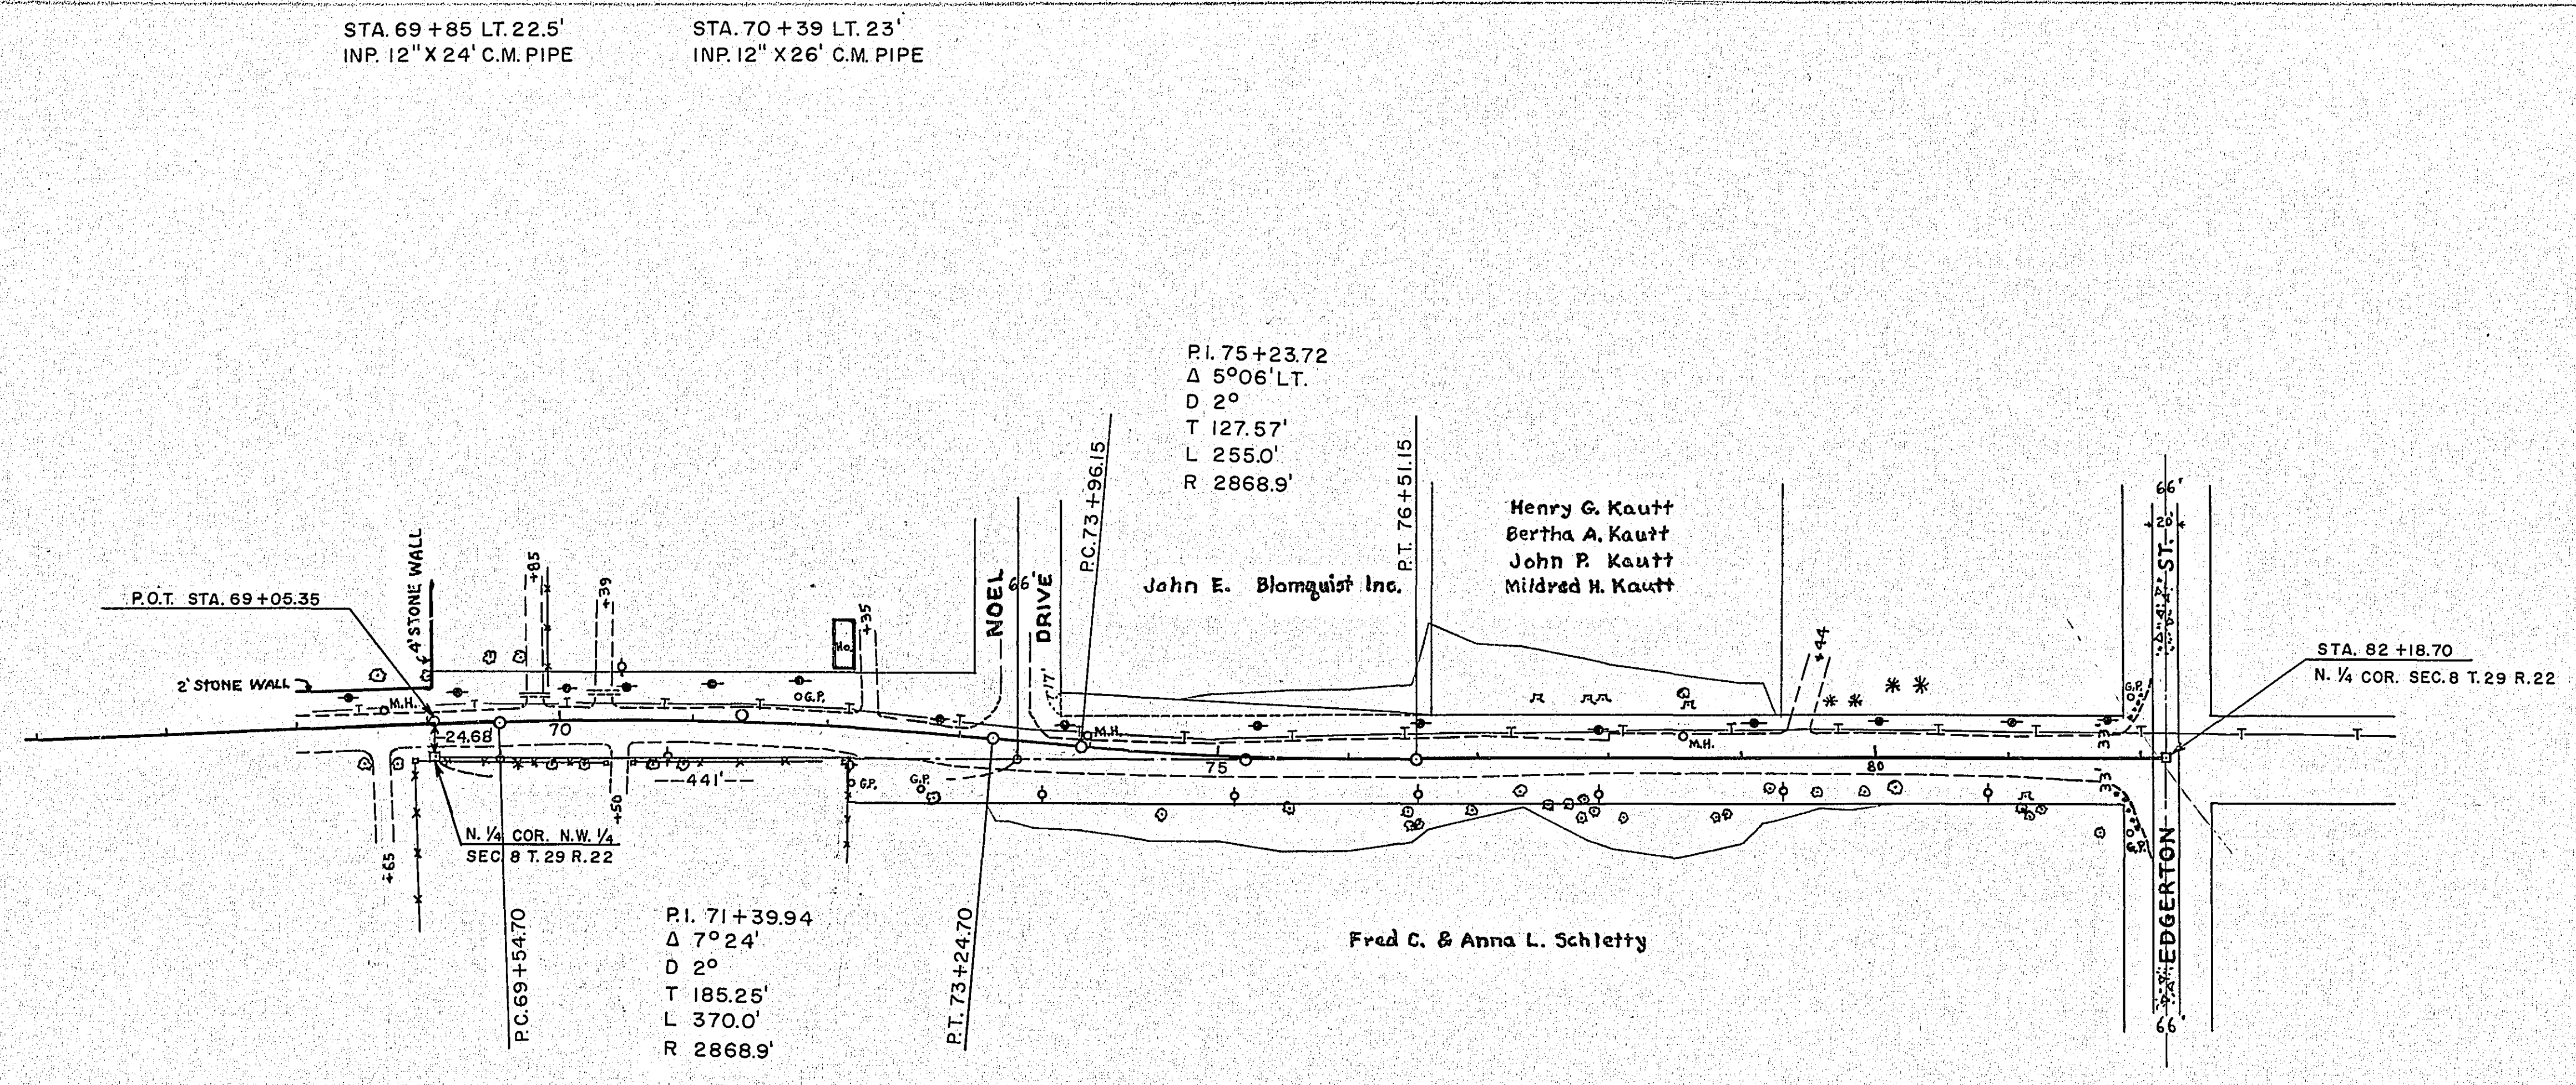 STA. 69+85 LT. 22.5'
INP. 12" X 24' C.M. PIPE
STA. 70+39 LT. 23'
INP. 12" X 26' C.M. PIPE
P.I. 75+23.72
Δ 5°06' LT.
D 2°
T 127.57'
L 255.0'
R 2868.9'
P.C. 73+96.15
P.T. 76+51.15
Henry G. Kautt
Bertha A. Kautt
John P. Kautt
Mildred H. Kautt
John E. Blomquist Inc.
66'
20'
EDGERTON ST.
4' STONE WALL
+85
+39
+35
NOEL
66'
DRIVE
17'
P.O.T. STA. 69+05.35
2' STONE WALL
Ho.
+44
STA. 82+18.70
N. 1/4 COR. SEC. 8 T. 29 R. 22
M.H.
G.P.
M.H.
M.H.
G.P.
33'
24.68'
70
75
80
33'
441'
G.P.
G.P.
G.P.
+50
+65
N. 1/4 COR. N.W. 1/4
SEC. 8 T. 29 R. 22
P.C. 69+54.70
P.I. 71+39.94
Δ 7°24'
D 2°
T 185.25'
L 370.0'
R 2868.9'
P.T. 73+24.70
Fred C. & Anna L. Schletty
66'